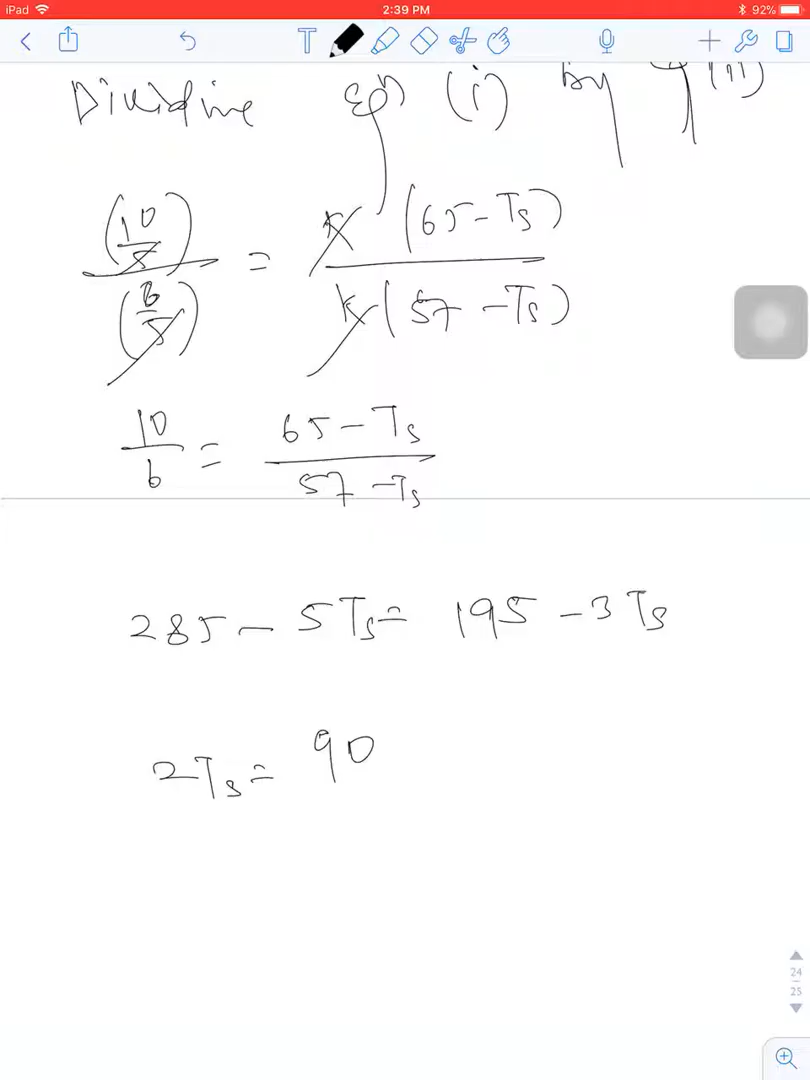 iPad 2:39 PM 92%
T
Dividing eqn (i) by (ii)
(10/5) / (6/5) = k (65 - Ts) / k (57 - Ts)
10/6 = 65 - Ts / 57 - Ts
285 - 5Ts = 195 - 3Ts
2Ts = 90
24
25